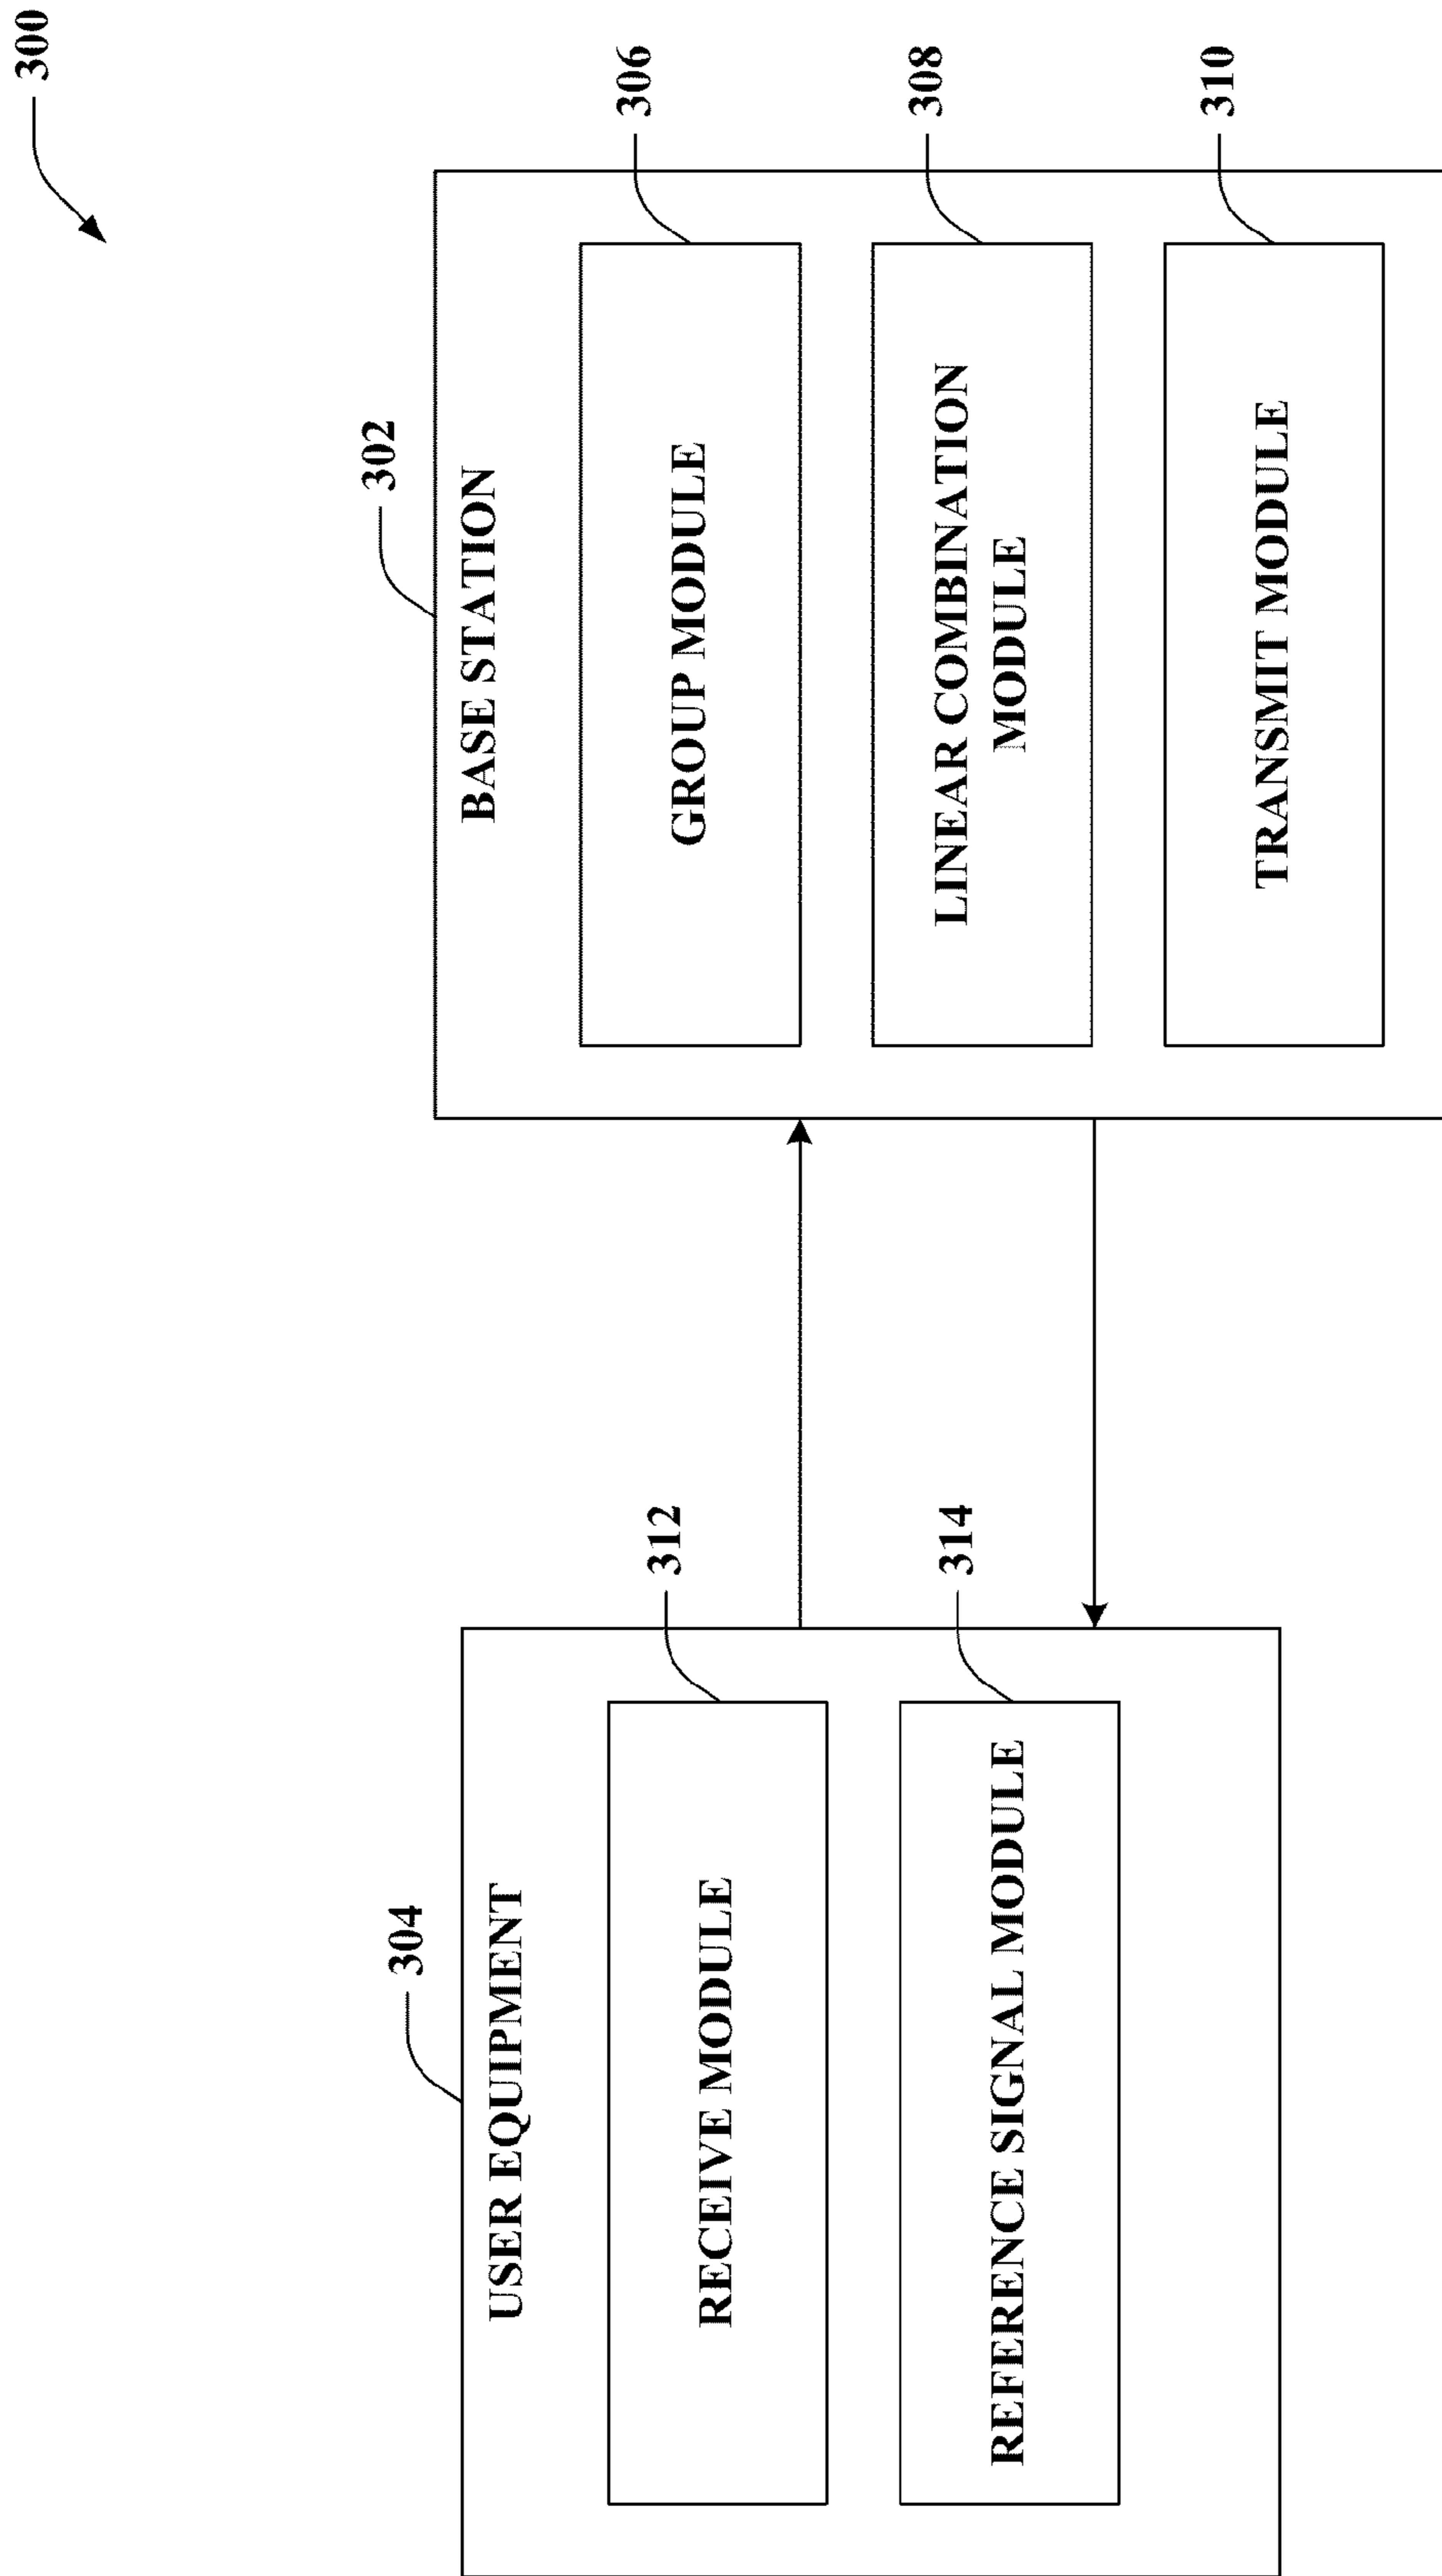 300
304
USER EQUIPMENT
312
RECEIVE MODULE
314
REFERENCE SIGNAL MODULE
302
BASE STATION
306
GROUP MODULE
308
LINEAR COMBINATION
MODULE
310
TRANSMIT MODULE